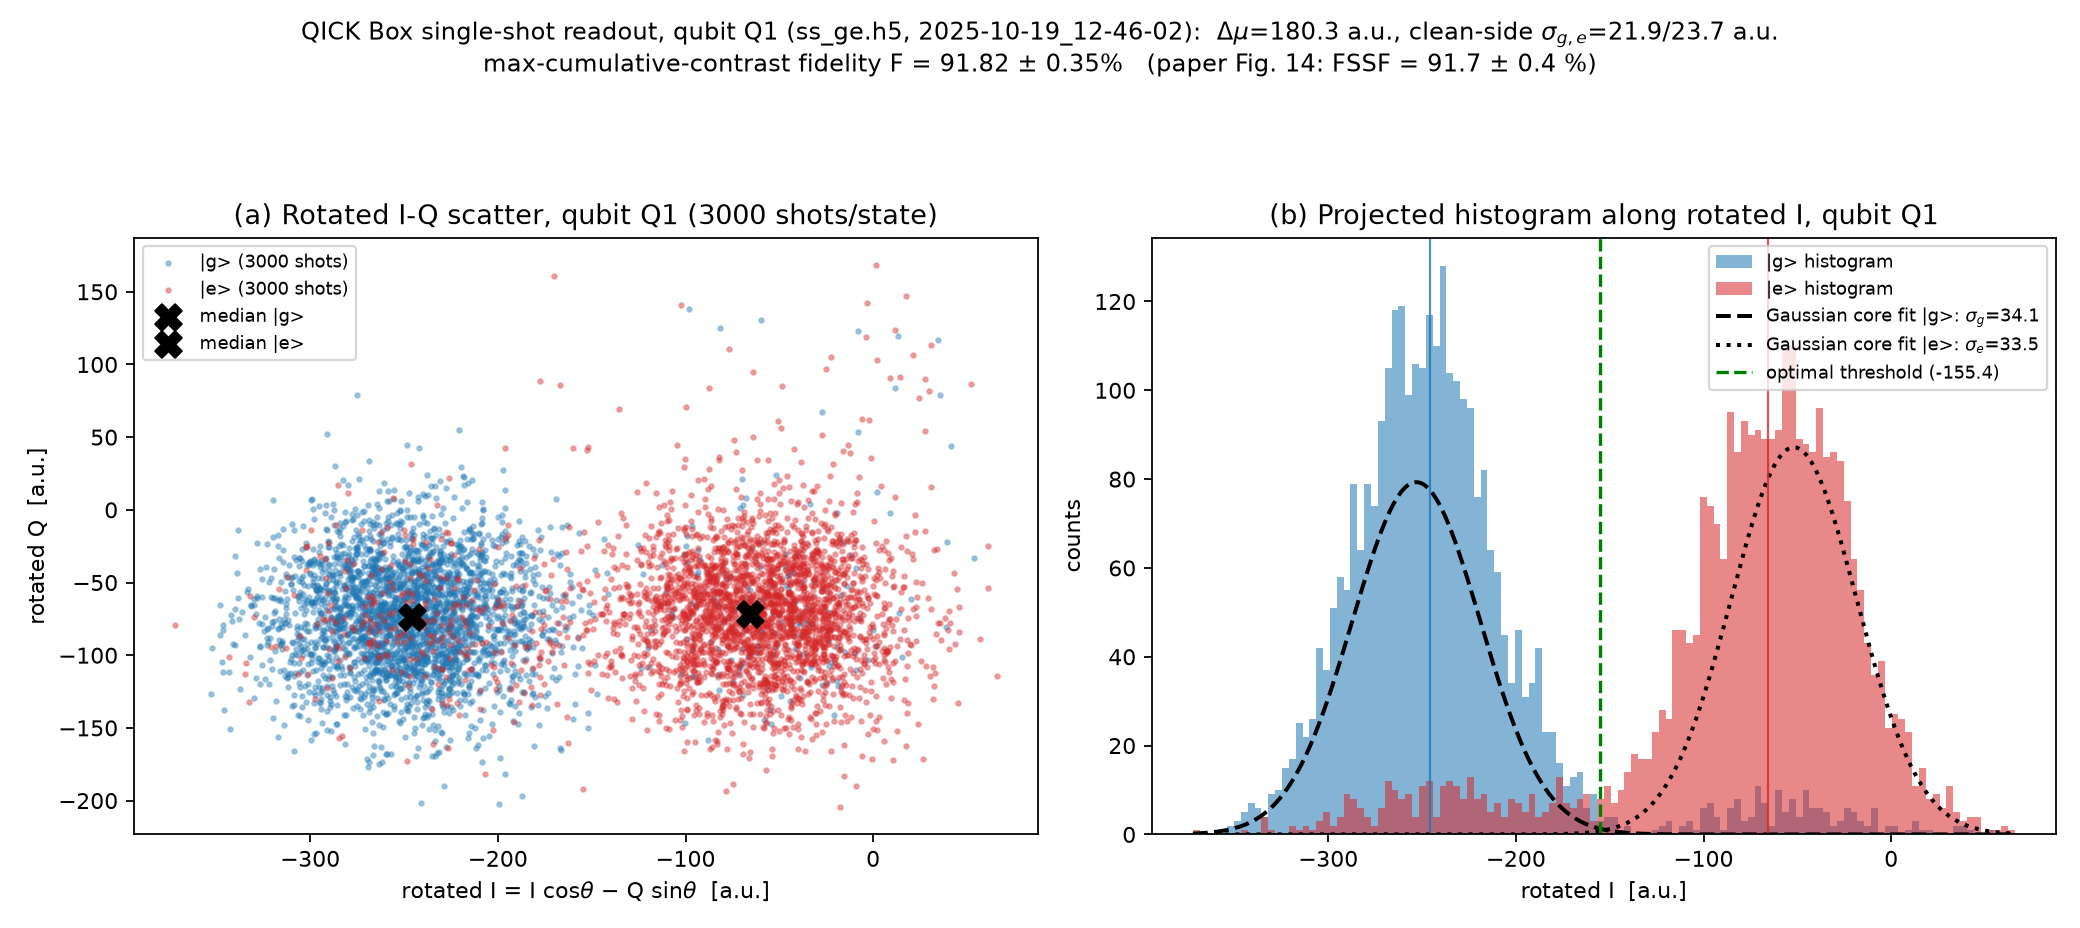 QICK Box single-shot readout, qubit Q1 (ss_ge.h5, 2025-10-19_12-46-02):  Δμ=180.3 a.u., clean-side σg,e=21.9/23.7 a.u.
max-cumulative-contrast fidelity F = 91.82 ± 0.35%   (paper Fig. 14: FSSF = 91.7 ± 0.4 %)
(a) Rotated I-Q scatter, qubit Q1 (3000 shots/state)
|g> (3000 shots)
|e> (3000 shots)
median |g>
median |e>
150
100
50
0
−50
−100
−150
−200
rotated Q  [a.u.]
−300
−200
−100
0
rotated I = I cosθ − Q sinθ  [a.u.]
(b) Projected histogram along rotated I, qubit Q1
|g> histogram
|e> histogram
Gaussian core fit |g>: σg=34.1
Gaussian core fit |e>: σe=33.5
optimal threshold (-155.4)
120
100
80
60
40
20
0
counts
−300
−200
−100
0
rotated I  [a.u.]